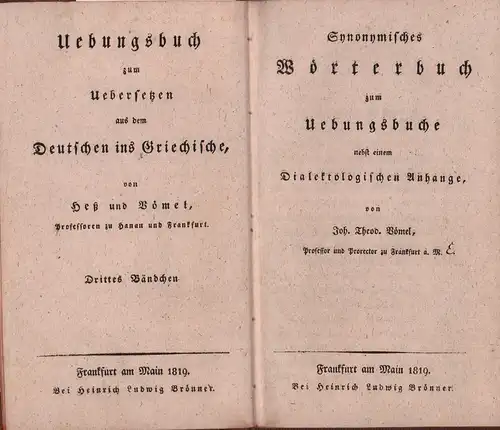 Uebungsbuch
zum
Uebersetzen
aus dem
Deutschen ins Griechische,
von
Heß und Vömel,
Professoren zu Hanau und Frankfurt.
Drittes Bändchen
Frankfurt am Main 1819.
Bei Heinrich Ludwig Brönner.
Synonymisches
Wörterbuch
zum
Uebungsbuche
nebst einem
Dialektologischen Anhange,
von
Joh. Theod. Vömel,
Professor und Prorector zu Frankfurt a. M.
Frankfurt am Main 1819.
Bei Heinrich Ludwig Brönner.